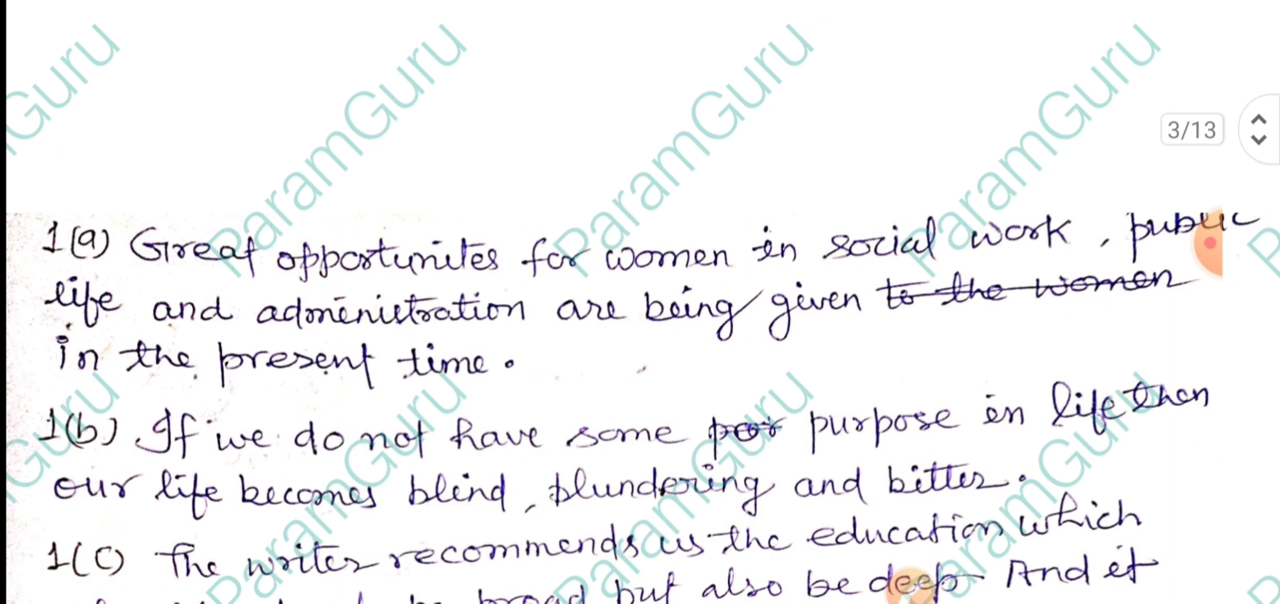 3/13
1(a) Great opportunites for women in social work, public
life and administration are being given to the women
in the present time.
1(b) If we do not have some por purpose in life then
our life becomes blind, blundering and bitter.
1(c) The writer recommends us the education which
broad but also be deep And it
ParamGuru